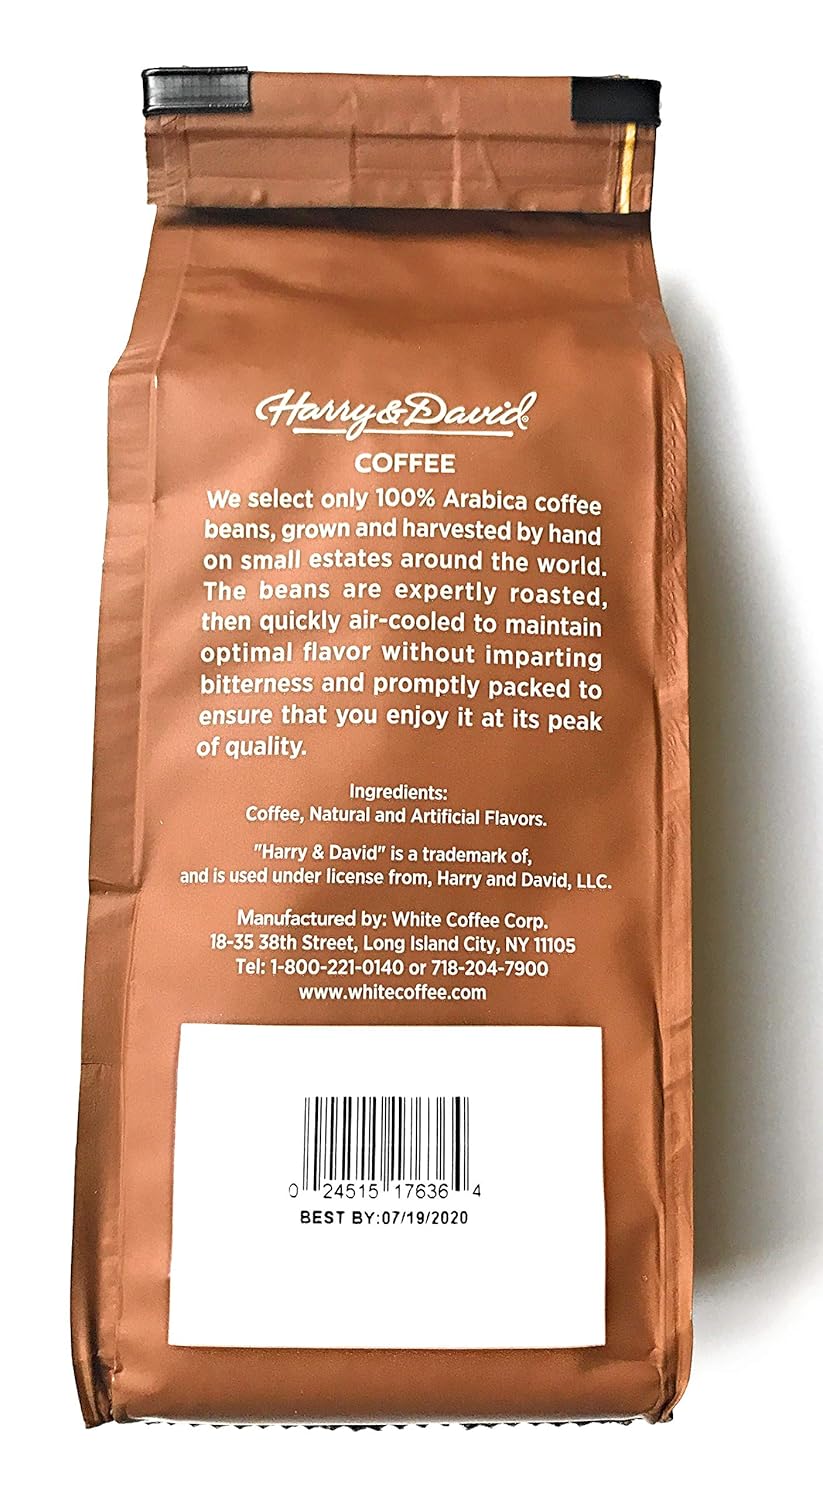 Harry & David®
COFFEE
We select only 100% Arabica coffee
beans, grown and harvested by hand
on small estates around the world.
The beans are expertly roasted,
then quickly air-cooled to maintain
optimal flavor without imparting
bitterness and promptly packed to
ensure that you enjoy it at its peak
of quality.
Ingredients:
Coffee, Natural and Artificial Flavors.
"Harry & David" is a trademark of,
and is used under license from, Harry and David, LLC.
Manufactured by: White Coffee Corp.
18-35 38th Street, Long Island City, NY 11105
Tel: 1-800-221-0140 or 718-204-7900
www.whitecoffee.com
0 24515 17636 4
BEST BY:07/19/2020